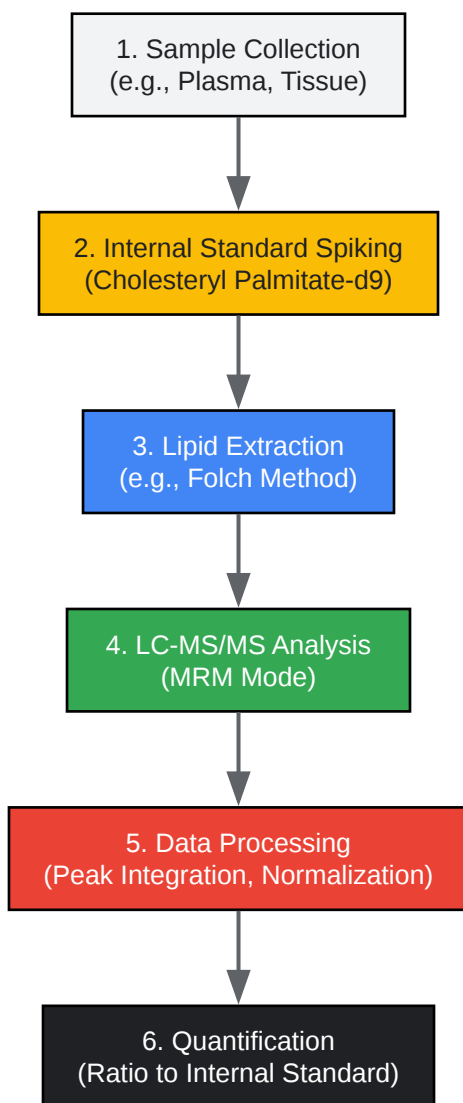 1. Sample Collection
(e.g., Plasma, Tissue)
2. Internal Standard Spiking
(Cholesteryl Palmitate-d9)
3. Lipid Extraction
(e.g., Folch Method)
4. LC-MS/MS Analysis
(MRM Mode)
5. Data Processing
(Peak Integration, Normalization)
6. Quantification
(Ratio to Internal Standard)